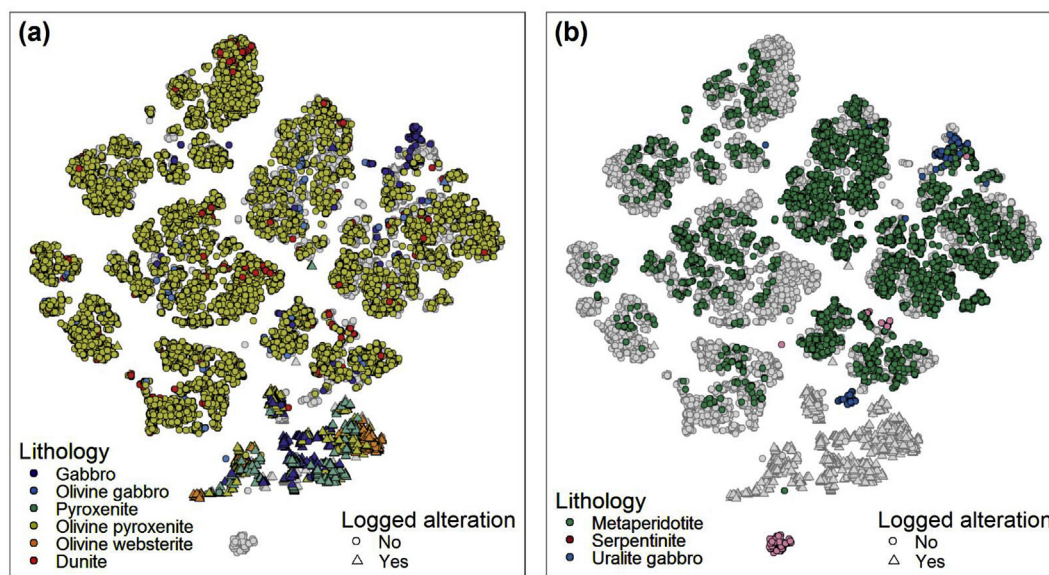 (a)
Lithology
Gabbro
Olivine gabbro
Pyroxenite
Olivine pyroxenite
Olivine websterite
Dunite
Logged alteration
No
Yes
(b)
Lithology
Metaperidotite
Serpentinite
Uralite gabbro
Logged alteration
No
Yes